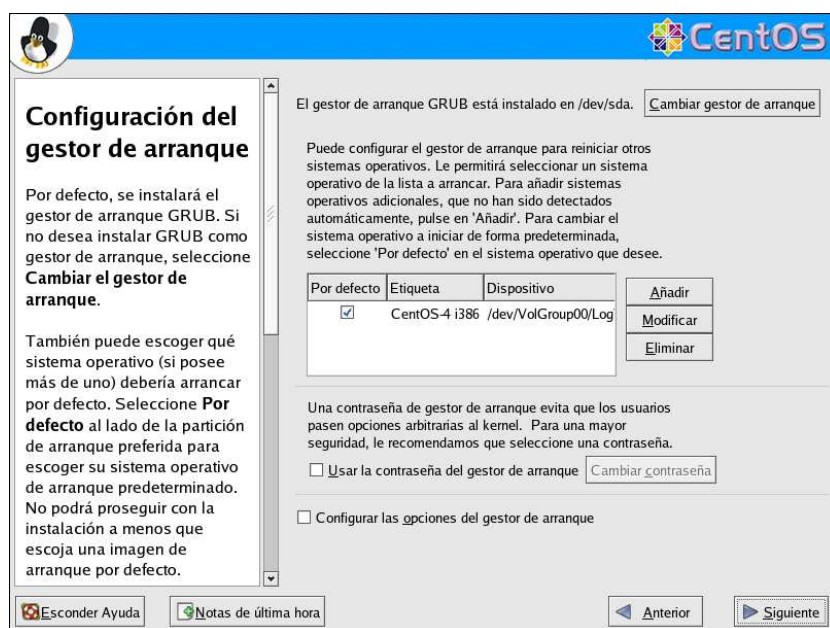 CentOS
Configuración del
gestor de arranque
Por defecto, se instalará el
gestor de arranque GRUB. Si
no desea instalar GRUB como
gestor de arranque, seleccione
Cambiar el gestor de
arranque.
También puede escoger qué
sistema operativo (si posee
más de uno) debería arrancar
por defecto. Seleccione Por
defecto al lado de la partición
de arranque preferida para
escoger su sistema operativo
de arranque predeterminado.
No podrá proseguir con la
instalación a menos que
escoja una imagen de
arranque por defecto.
El gestor de arranque GRUB está instalado en /dev/sda. Cambiar gestor de arranque
Puede configurar el gestor de arranque para reiniciar otros
sistemas operativos. Le permitirá seleccionar un sistema
operativo de la lista a arrancar. Para añadir sistemas
operativos adicionales, que no han sido detectados
automáticamente, pulse en 'Añadir'. Para cambiar el
sistema operativo a iniciar de forma predeterminada,
seleccione 'Por defecto' en el sistema operativo que desee.
Por defecto Etiqueta Dispositivo
CentOS-4 i386 /dev/VolGroup00/Log
Añadir
Modificar
Eliminar
Una contraseña de gestor de arranque evita que los usuarios
pasen opciones arbitrarias al kernel. Para una mayor
seguridad, le recomendamos que seleccione una contraseña.
Usar la contraseña del gestor de arranque Cambiar contraseña
Configurar las opciones del gestor de arranque
Esconder Ayuda Notas de última hora Anterior Siguiente